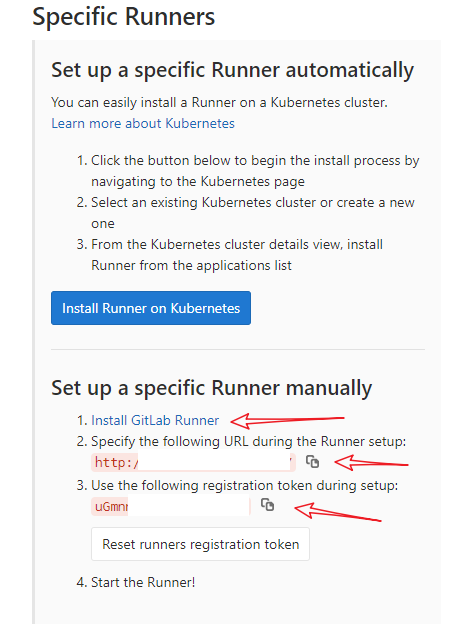 Specific Runners
Set up a specific Runner automatically
You can easily install a Runner on a Kubernetes cluster.
Learn more about Kubernetes
1. Click the button below to begin the install process by
navigating to the Kubernetes page
2. Select an existing Kubernetes cluster or create a new
one
3. From the Kubernetes cluster details view, install
Runner from the applications list
Install Runner on Kubernetes
Set up a specific Runner manually
1. Install GitLab Runner
2. Specify the following URL during the Runner setup:
http:/
3. Use the following registration token during setup:
uGmn
Reset runners registration token
4. Start the Runner!